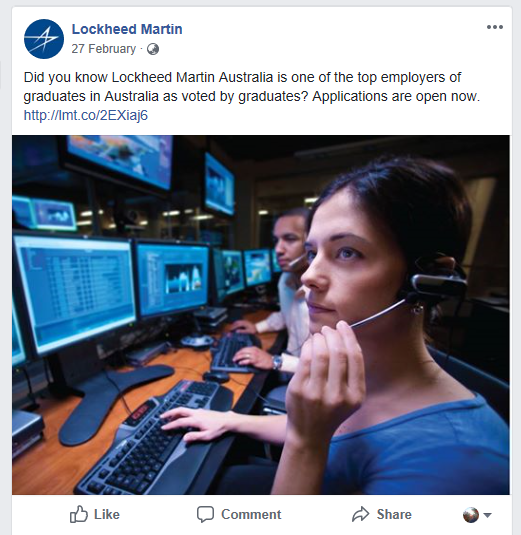 Lockheed Martin
27 February ·
Did you know Lockheed Martin Australia is one of the top employers of
graduates in Australia as voted by graduates? Applications are open now.
http://lmt.co/2EXiaj6
Like
Comment
Share